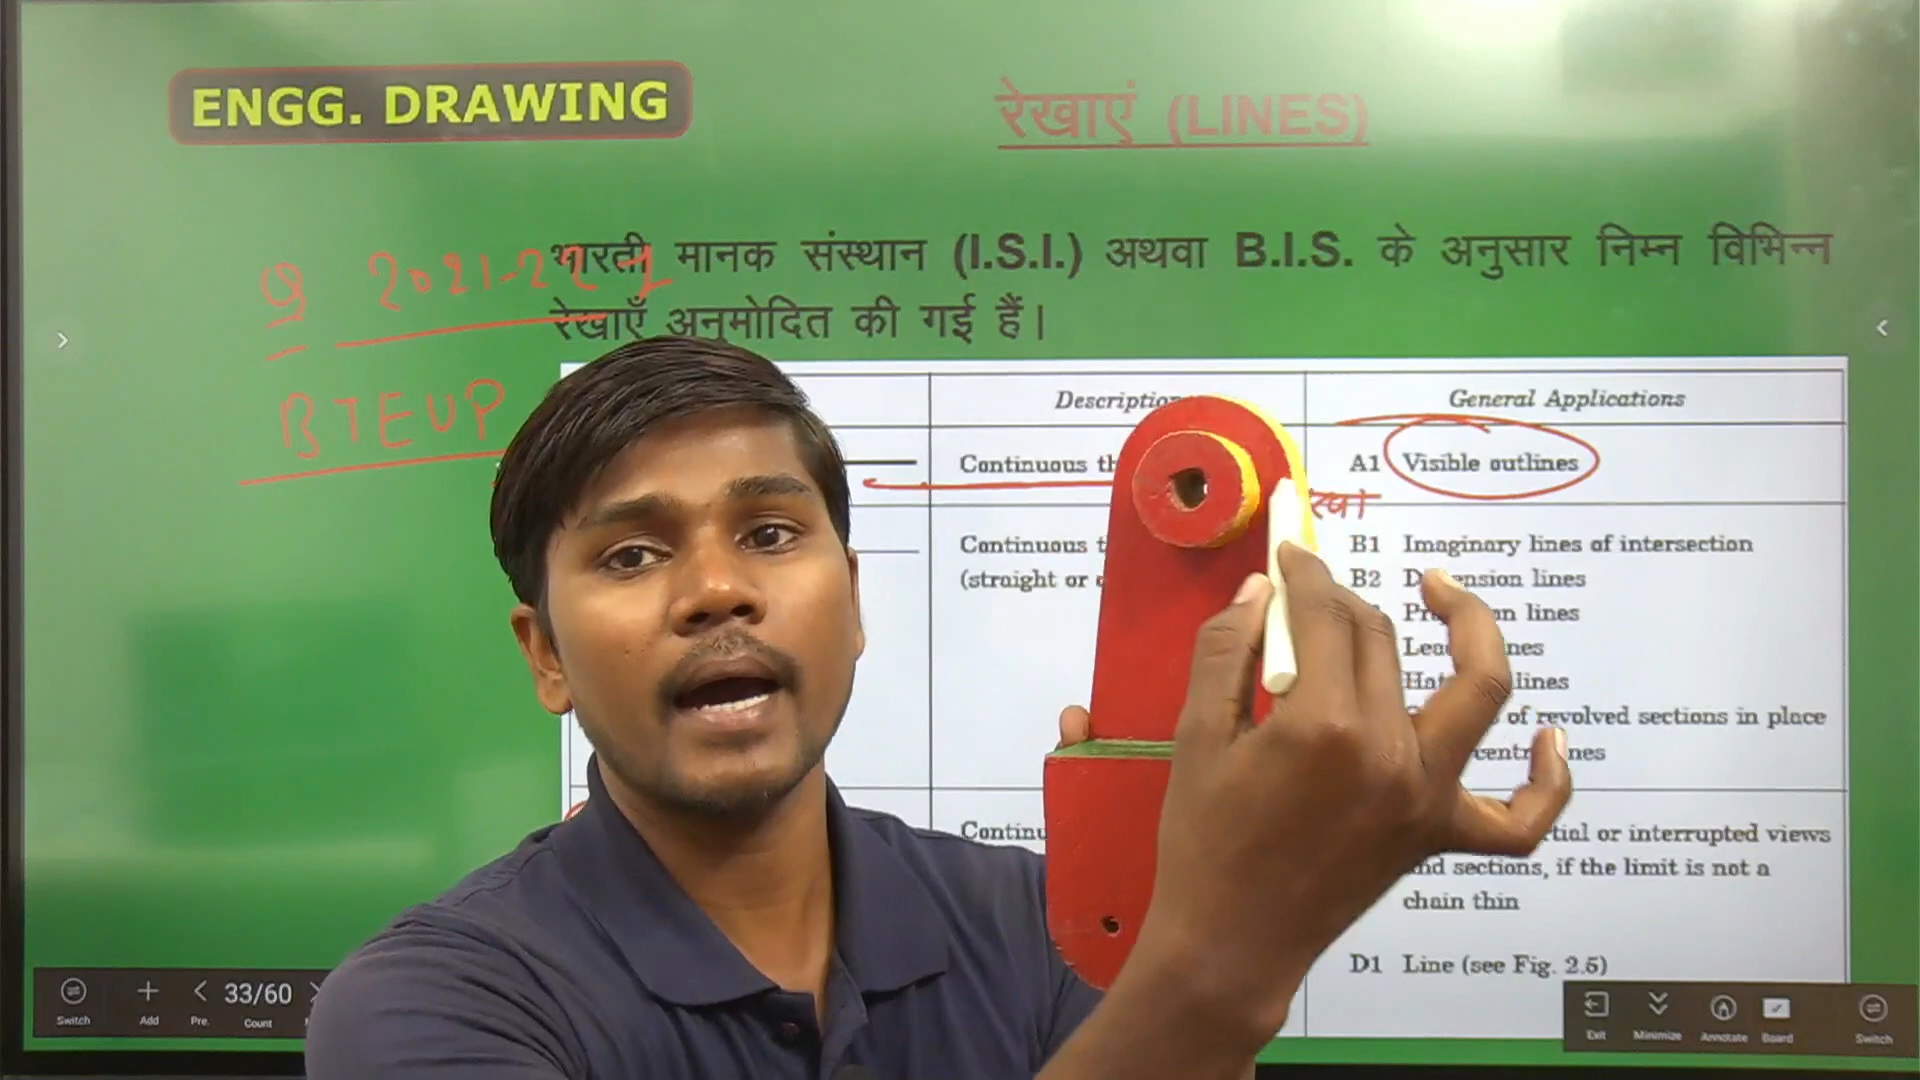 ENGG. DRAWING
रेखाएं (LINES)
भारती मानक संस्थान (I.S.I.) अथवा B.I.S. के अनुसार निम्न विभिन्न
रेखाएँ अनुमोदित की गई हैं।
2021-22
BTEUP
Description
General Applications
Continuous
A1 Visible outlines
Continuous
(straight or
B1 Imaginary lines of intersection
B2 lines
lines
lines
of revolved sections in place
or interrupted views
sections, if the limit is not a
chain thin
D1 Line (see Fig. 2.5)
Switch
Add
Pre.
33/60
Count
Exit
Minimize
Annotate
Board
Switch